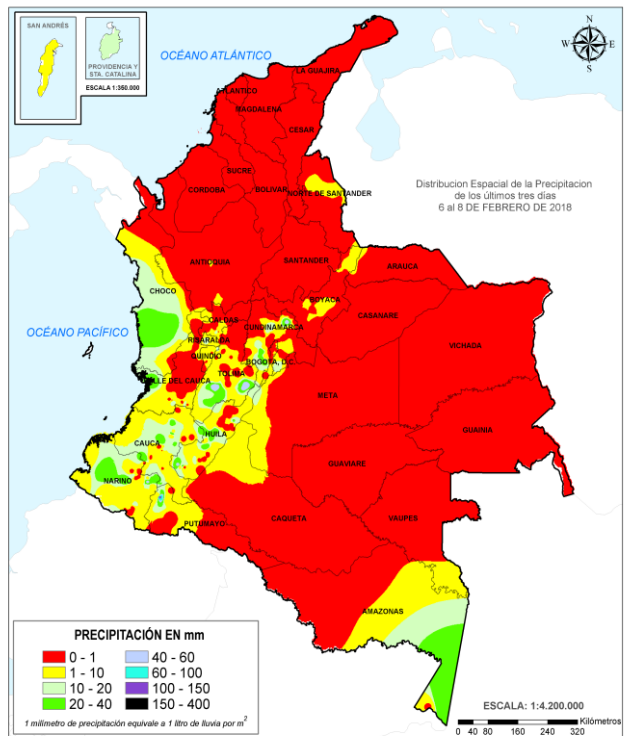 SAN ANDRÉS
PROVIDENCIA Y
STA. CATALINA
ESCALA 1:350.000
OCÉANO ATLÁNTICO
N
W
E
S
LA GUAJIRA
ATLANTICO
MAGDALENA
CESAR
SUCRE
CORDOBA
BOLIVAR
NORTE DE SANTANDER
Distribucion Espacial de la Precipitacion
de los últimos tres días
6 al 8 DE FEBRERO DE 2018
ANTIOQUIA
SANTANDER
ARAUCA
CHOCO
BOYACA
CASANARE
OCÉANO PACÍFICO
CALDAS
CUNDINAMARCA
RISARALDA
VICHADA
QUINDIO
BOGOTA, D.C.
TOLIMA
VALLE DEL CAUCA
META
GUAINIA
HUILA
CAUCA
GUAVIARE
NARIÑO
PUTUMAYO
CAQUETA
VAUPES
AMAZONAS
PRECIPITACIÓN EN mm
0 - 1
40 - 60
1 - 10
60 - 100
10 - 20
100 - 150
20 - 40
150 - 400
1 milimetro de precipitación equivale a 1 litro de lluvia por m²
ESCALA: 1:4.200.000
Kilómetros
0 40 80 160 240 320